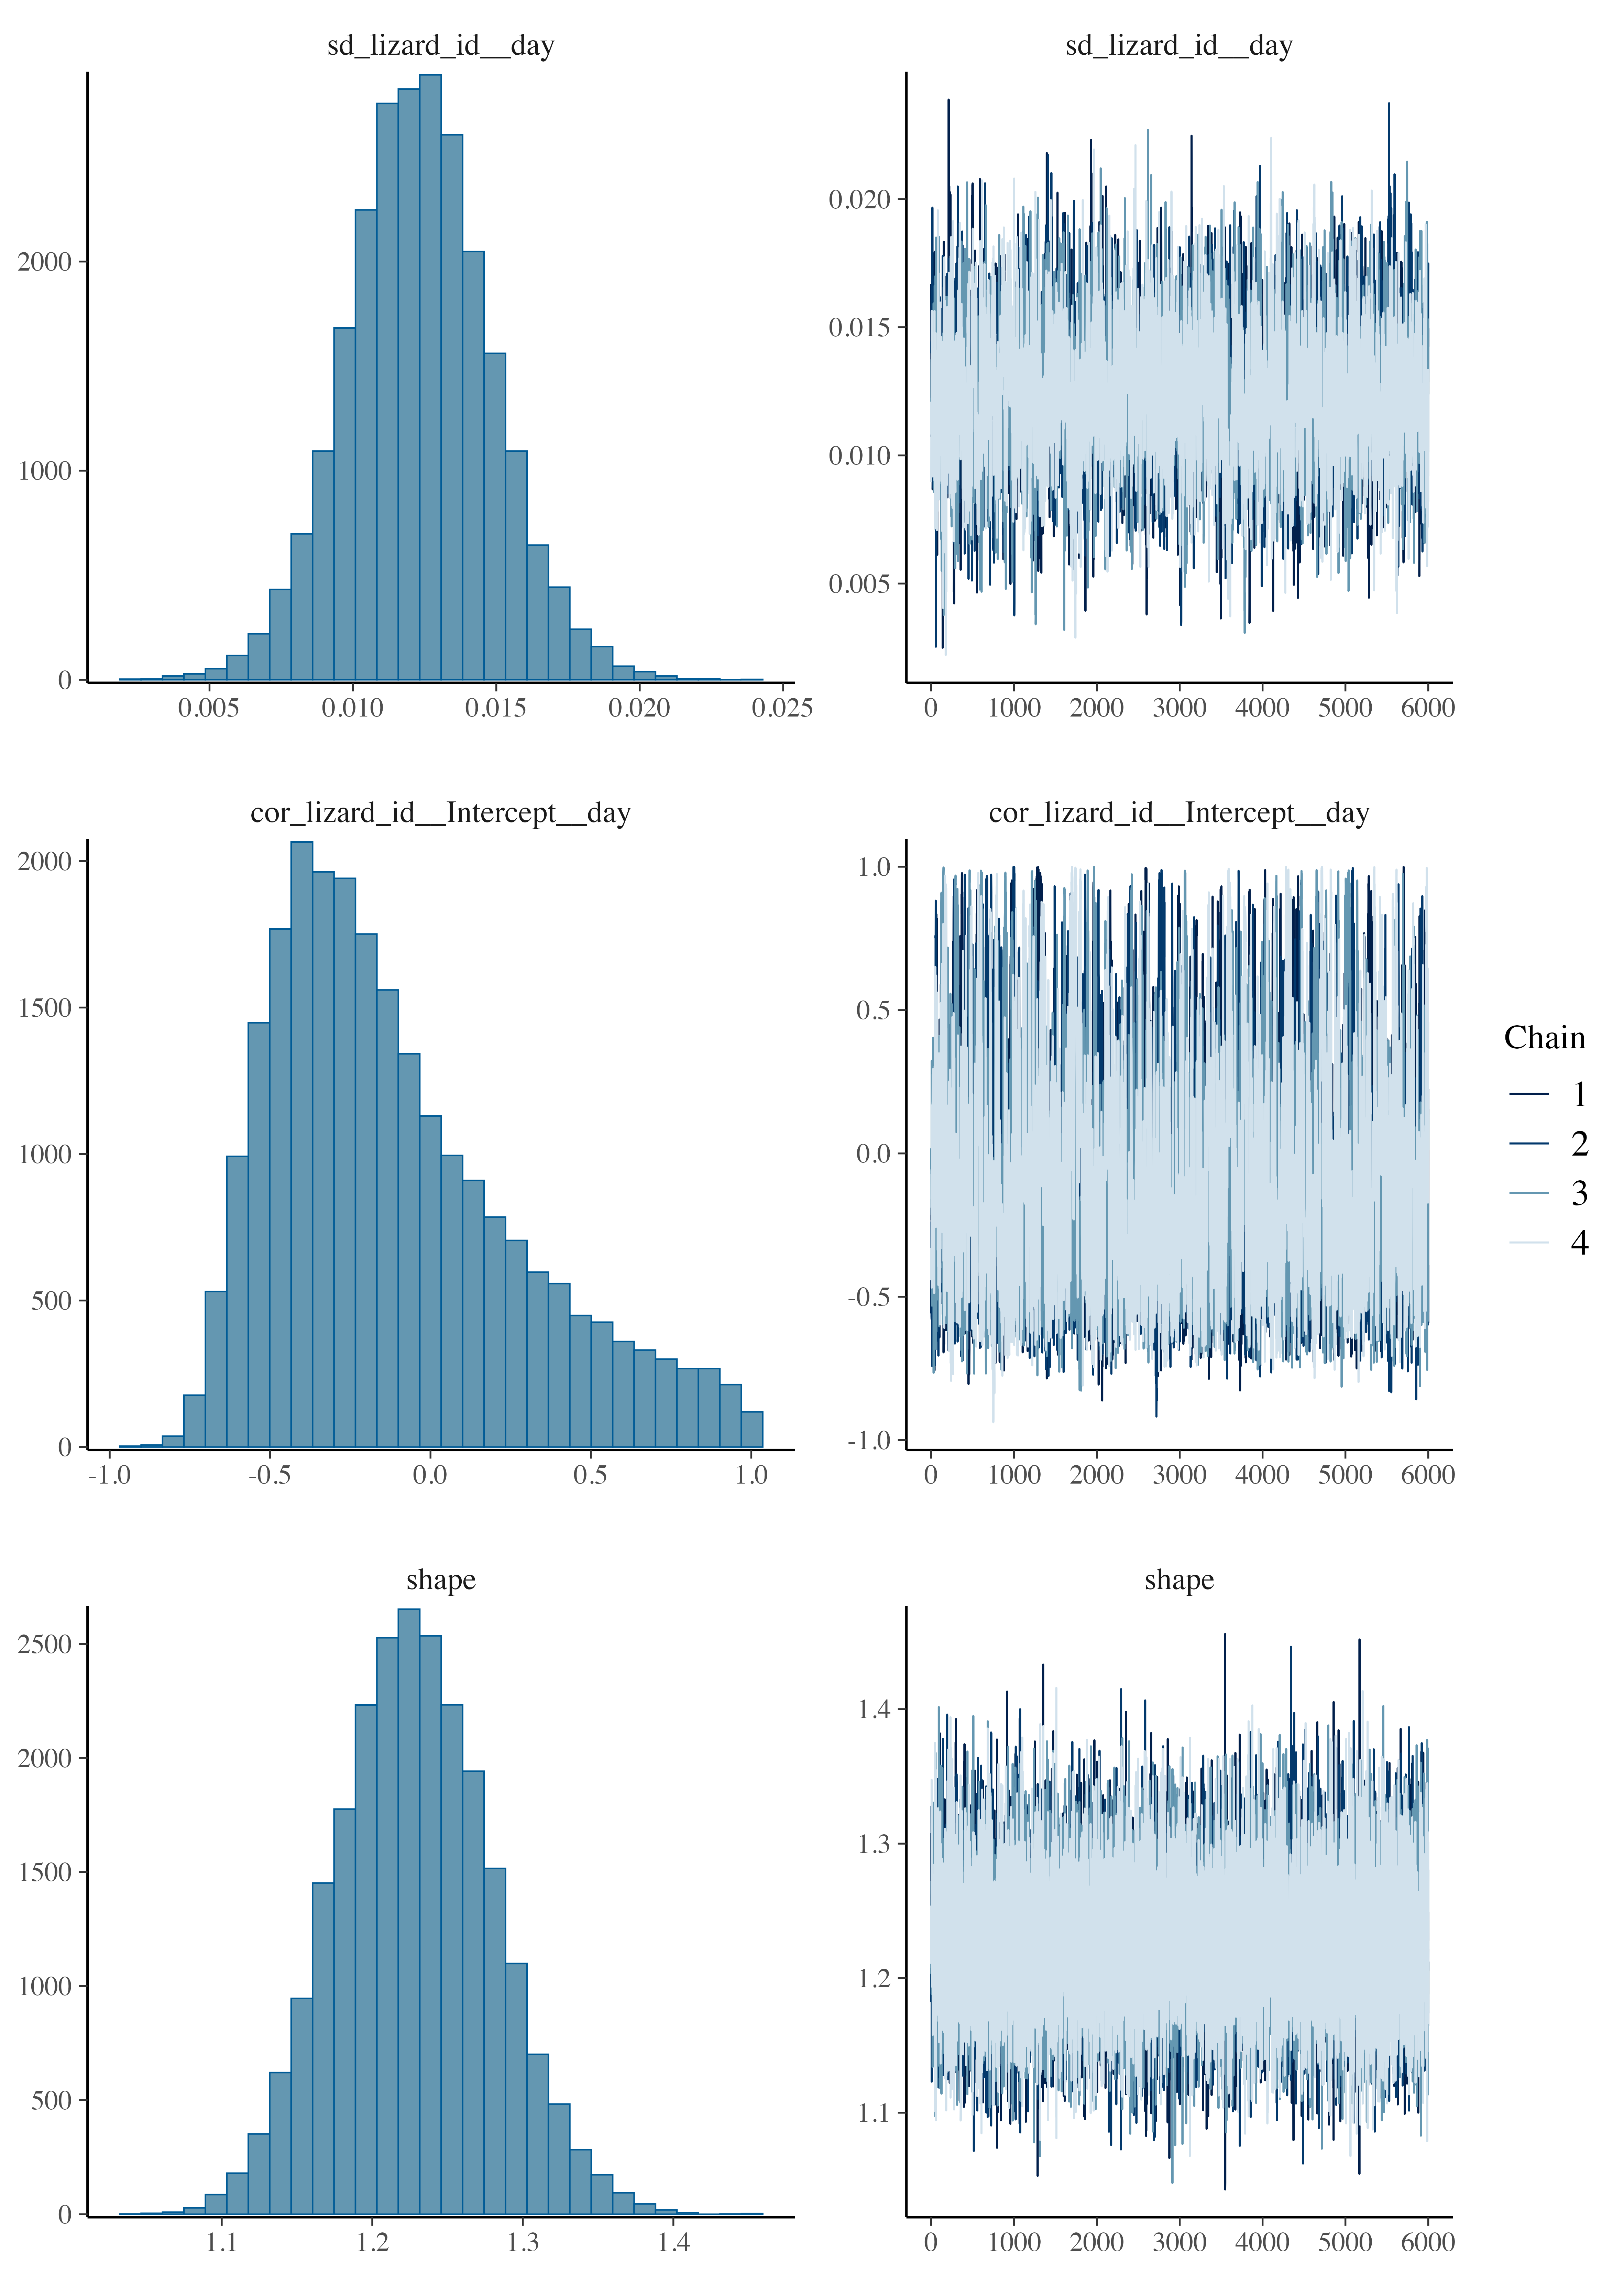 sd_lizard_id__day
sd_lizard_id__day
2000
1000
0
0.005 0.010 0.015 0.020 0.025
0.020
0.015
0.010
0.005
0 1000 2000 3000 4000 5000 6000
cor_lizard_id__Intercept__day
cor_lizard_id__Intercept__day
2000
1500
1000
500
0
-1.0 -0.5 0.0 0.5 1.0
1.0
0.5
0.0
-0.5
-1.0
0 1000 2000 3000 4000 5000 6000
Chain
1
2
3
4
shape
shape
2500
2000
1500
1000
500
0
1.1 1.2 1.3 1.4
1.4
1.3
1.2
1.1
0 1000 2000 3000 4000 5000 6000